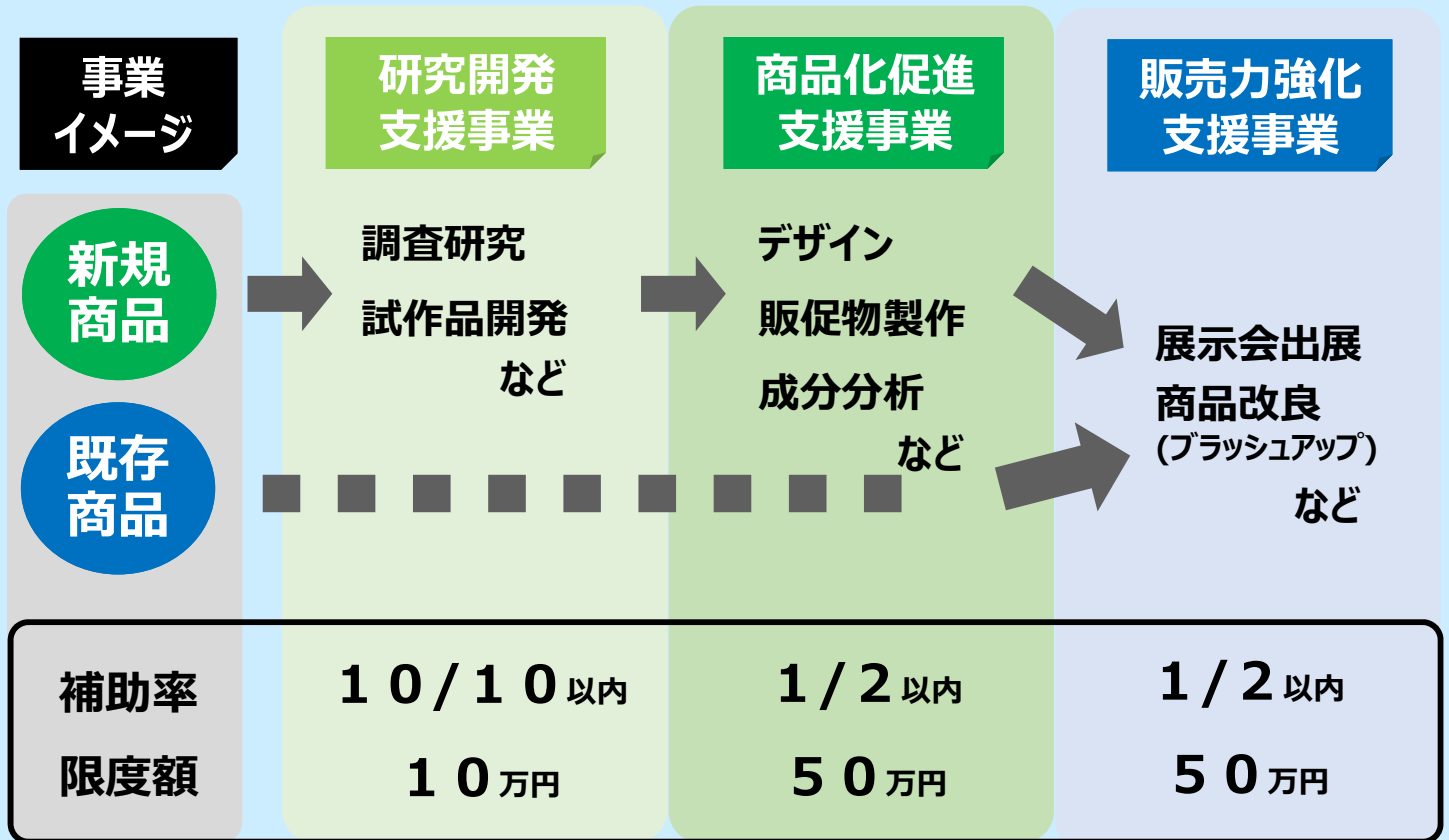 事業
イメージ
研究開発
支援事業
商品化促進
支援事業
販売力強化
支援事業
新規
商品
調査研究
試作品開発
など
デザイン
販促物製作
成分分析
など
展示会出展
商品改良
(ブラッシュアップ)
など
既存
商品
補助率
10/10以内
1/2以内
1/2以内
限度額
10万円
50万円
50万円